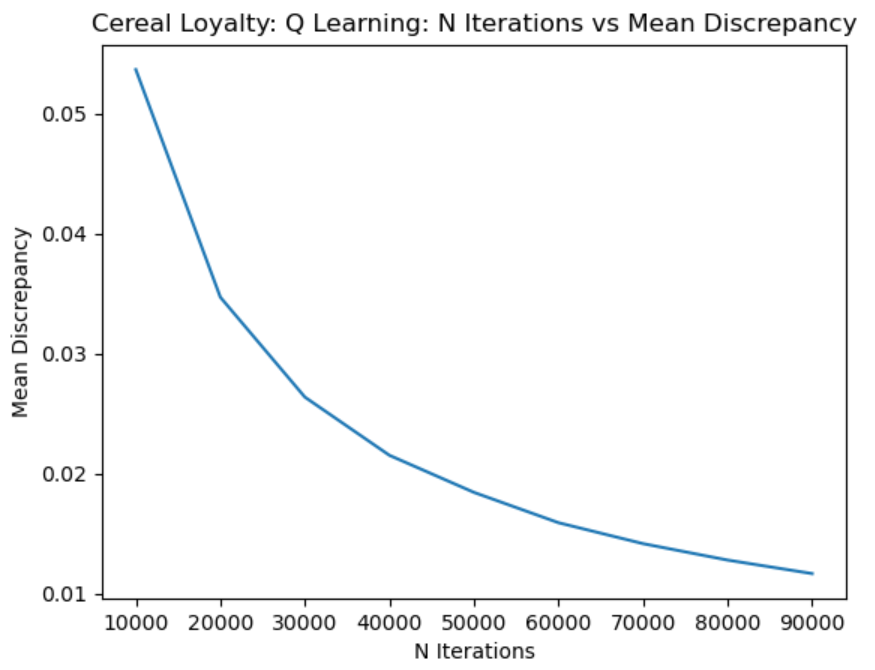 Cereal Loyalty: Q Learning: N Iterations vs Mean Discrepancy
Mean Discrepancy
0.05
0.04
0.03
0.02
0.01
10000 20000 30000 40000 50000 60000 70000 80000 90000
N Iterations